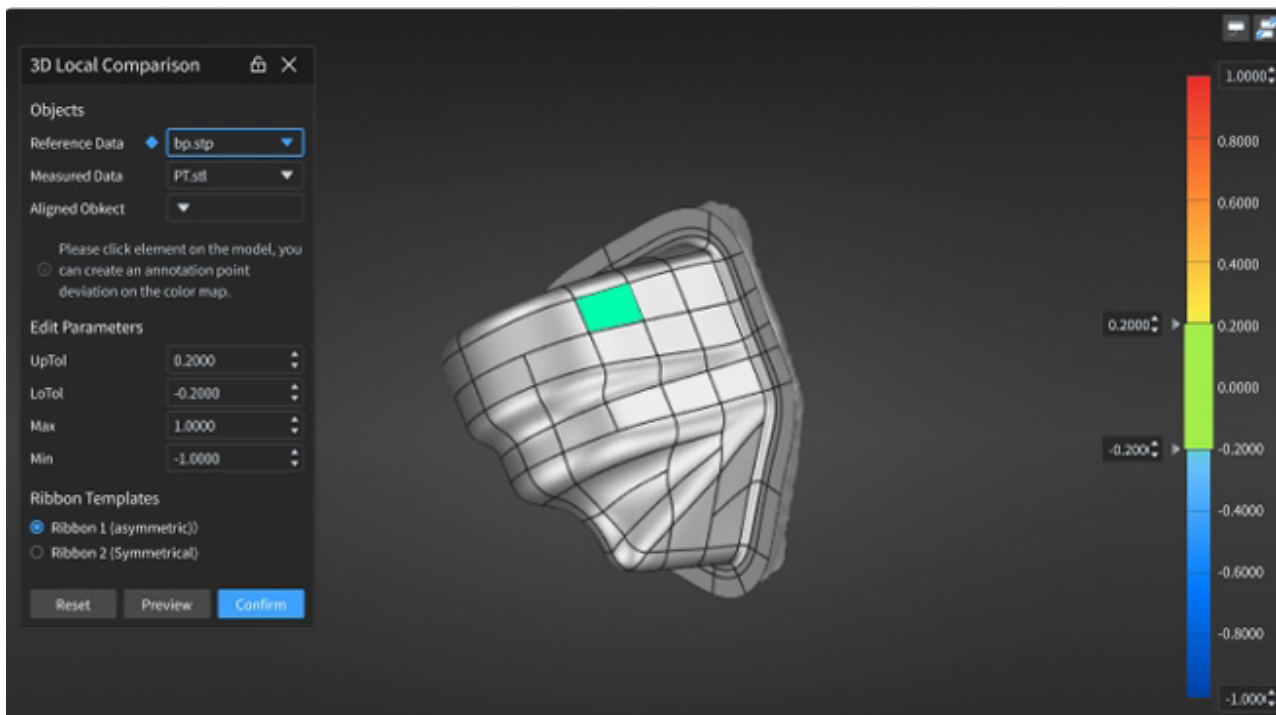 3D Local Comparison
Objects
Reference Data bp.stp
Measured Data PT.stl
Aligned Obkect
Please click element on the model, you
can create an annotation point
deviation on the color map.
Edit Parameters
UpTol 0.2000
LoTol -0.2000
Max 1.0000
Min -1.0000
Ribbon Templates
Ribbon 1 (asymmetric))
Ribbon 2 (Symmetrical)
Reset Preview Confirm
1.0000
0.8000
0.6000
0.4000
0.2000 0.2000
0.0000
-0.200 -0.2000
-0.4000
-0.6000
-0.8000
-1.000